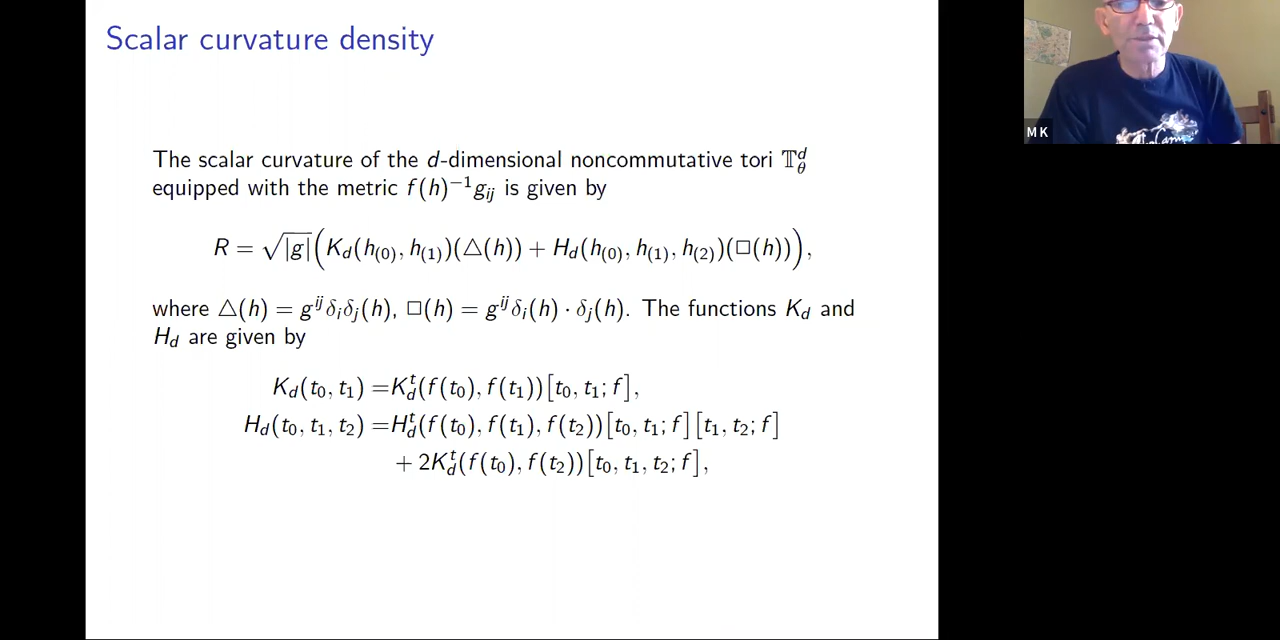 Scalar curvature density
The scalar curvature of the d-dimensional noncommutative tori 𝕋^d_θ
equipped with the metric f(h)^{-1}g_{ij} is given by
R = √|g|(K_d(h_{(0)}, h_{(1)})(△(h)) + H_d(h_{(0)}, h_{(1)}, h_{(2)})(□(h))),
where △(h) = g^{ij}δ_iδ_j(h), □(h) = g^{ij}δ_i(h) · δ_j(h). The functions K_d and
H_d are given by
K_d(t_0, t_1) =K^t_d(f(t_0), f(t_1))[t_0, t_1; f],
H_d(t_0, t_1, t_2) =H^t_d(f(t_0), f(t_1), f(t_2))[t_0, t_1; f][t_1, t_2; f]
+ 2K^t_d(f(t_0), f(t_2))[t_0, t_1, t_2; f],
M K